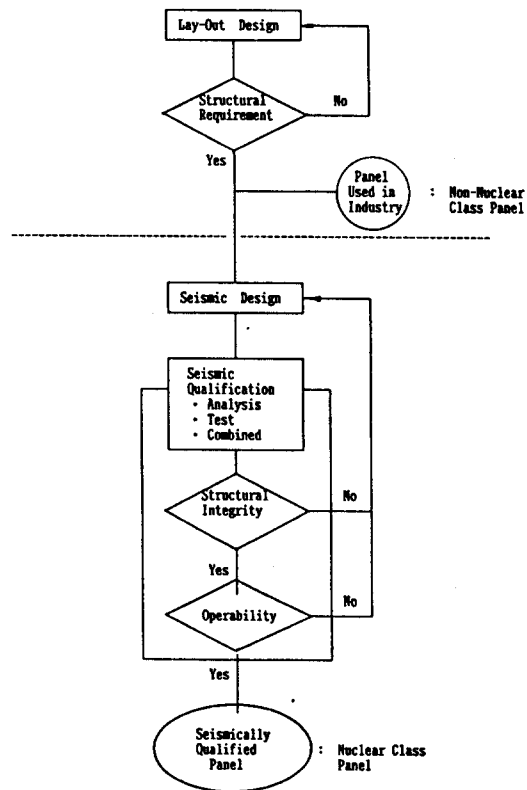 Lay-Out Design
Structural
Requirement
No
Yes
Panel
Used in
Industry
: Non-Nuclear
Class Panel
Seismic Design
Seismic
Qualification
· Analysis
· Test
· Combined
Structural
Integrity
No
Yes
Operability
No
Yes
Seismically
Qualified
Panel
: Nuclear Class
Panel